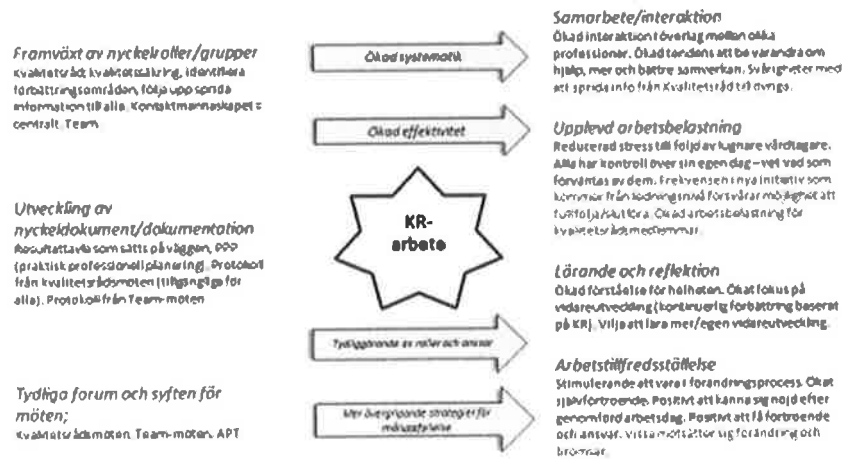 Framväxt av nyckelroller/grupper
Kvalitetsråd; kvalitetssäkring, identifiera
förbättringsområden, följa upp sprida
information till alla. Kontaktmannaskapet =
centralt. Team
Utveckling av
nyckeldokument/dokumentation
Resultattavla som sätts på väggen, PPP
(praktisk professionell planering). Protokoll
från kvalitetsrådsmöten (tillgängliga för
alla). Protokoll från Team-möten
Tydliga forum och syften för
möten;
Kvalitetsrådsmöten, Team-möten, APT
Ökad systematik
Ökad effektivitet
KR-
arbete
Tydliggörande av roller och ansvar
Mer övergripande strategier för
måluppfyllelse
Samarbete/interaktion
Ökad interaktion i överlag mellan olika
professioner. Ökad tendens att be varandra om
hjälp, mer och bättre samverkan. Svårigheter med
att sprida info från Kvalitetsråd till övriga.
Upplevd arbetsbelastning
Reducerad stress till följd av lugnare vårdtagare.
Alla har kontroll över sin egen dag – vet vad som
förväntas av dem. Frekvensen i nya initiativ som
kommer från ledningsnivå försvårar möjlighet att
fullfölja/slutföra. Ökad arbetsbelastning för
kvalitetsrådsmedlemmar.
Lärande och reflektion
Ökad förståelse för helheten. Ökat fokus på
vidareutveckling (kontinuerlig förbättring baserat
på KR). Vilja att lära mer/egen vidareutveckling.
Arbetstillfredsställelse
Stimulerande att vara i förändringsprocess. Ökat
självförtroende. Positivt att känna sig nöjd efter
genomförd arbetsdag. Positivt att få förtroende
och ansvar. Vissa motsätter sig förändring och
bromsar.